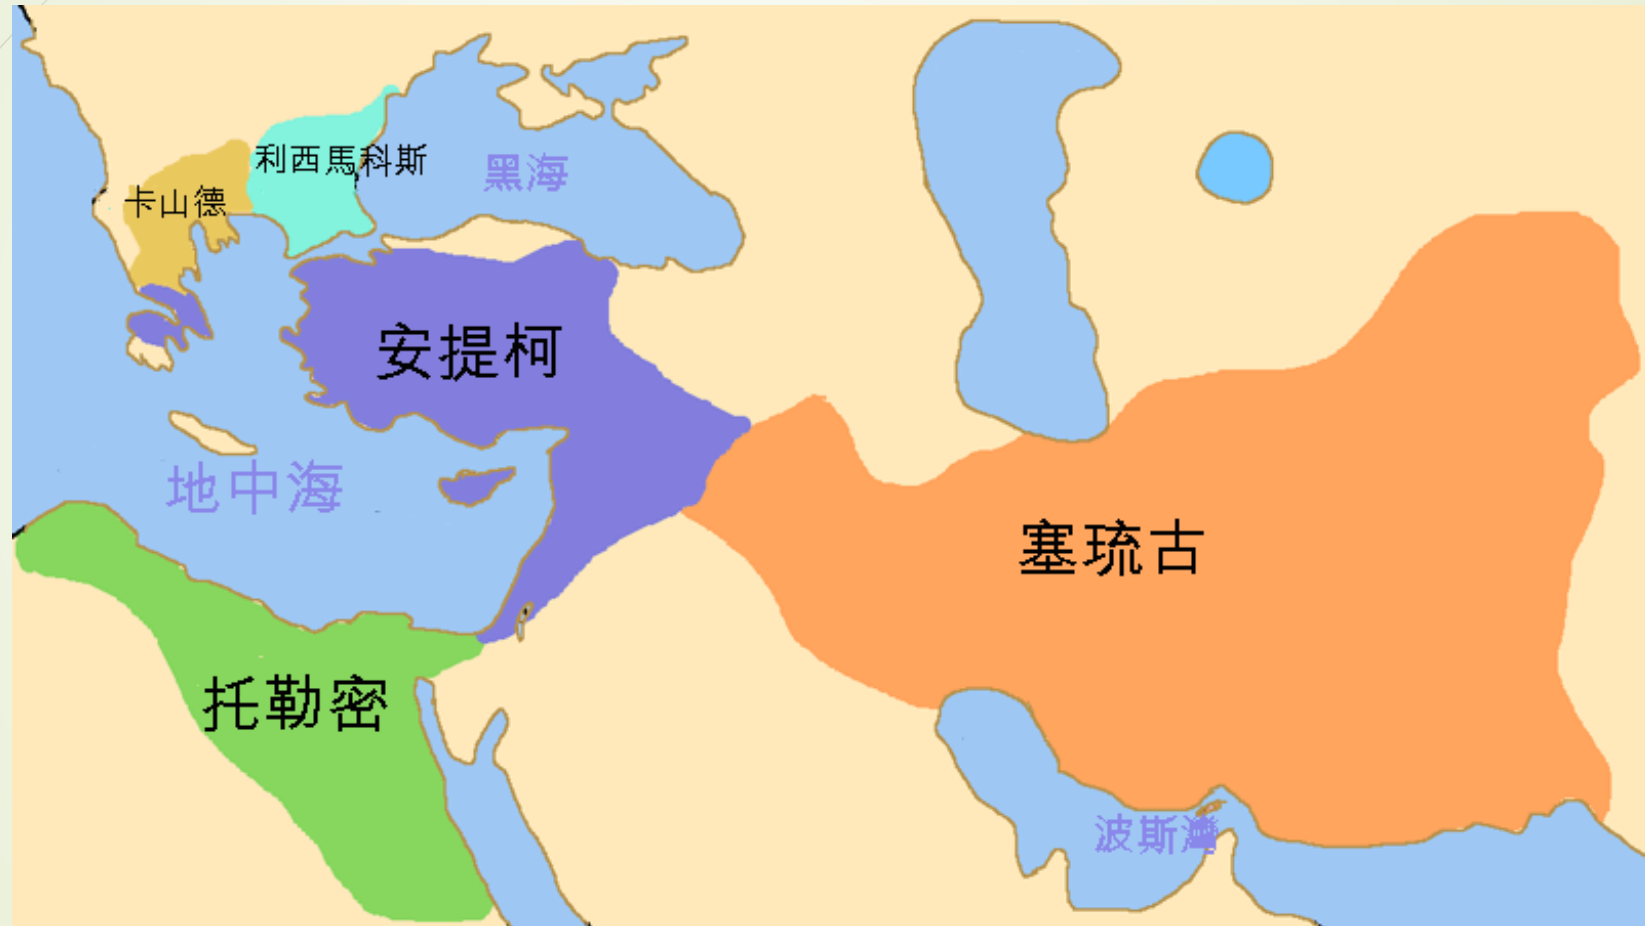 利西馬科斯
黑海
卡山德
安提柯
地中海
塞琉古
托勒密
波斯灣